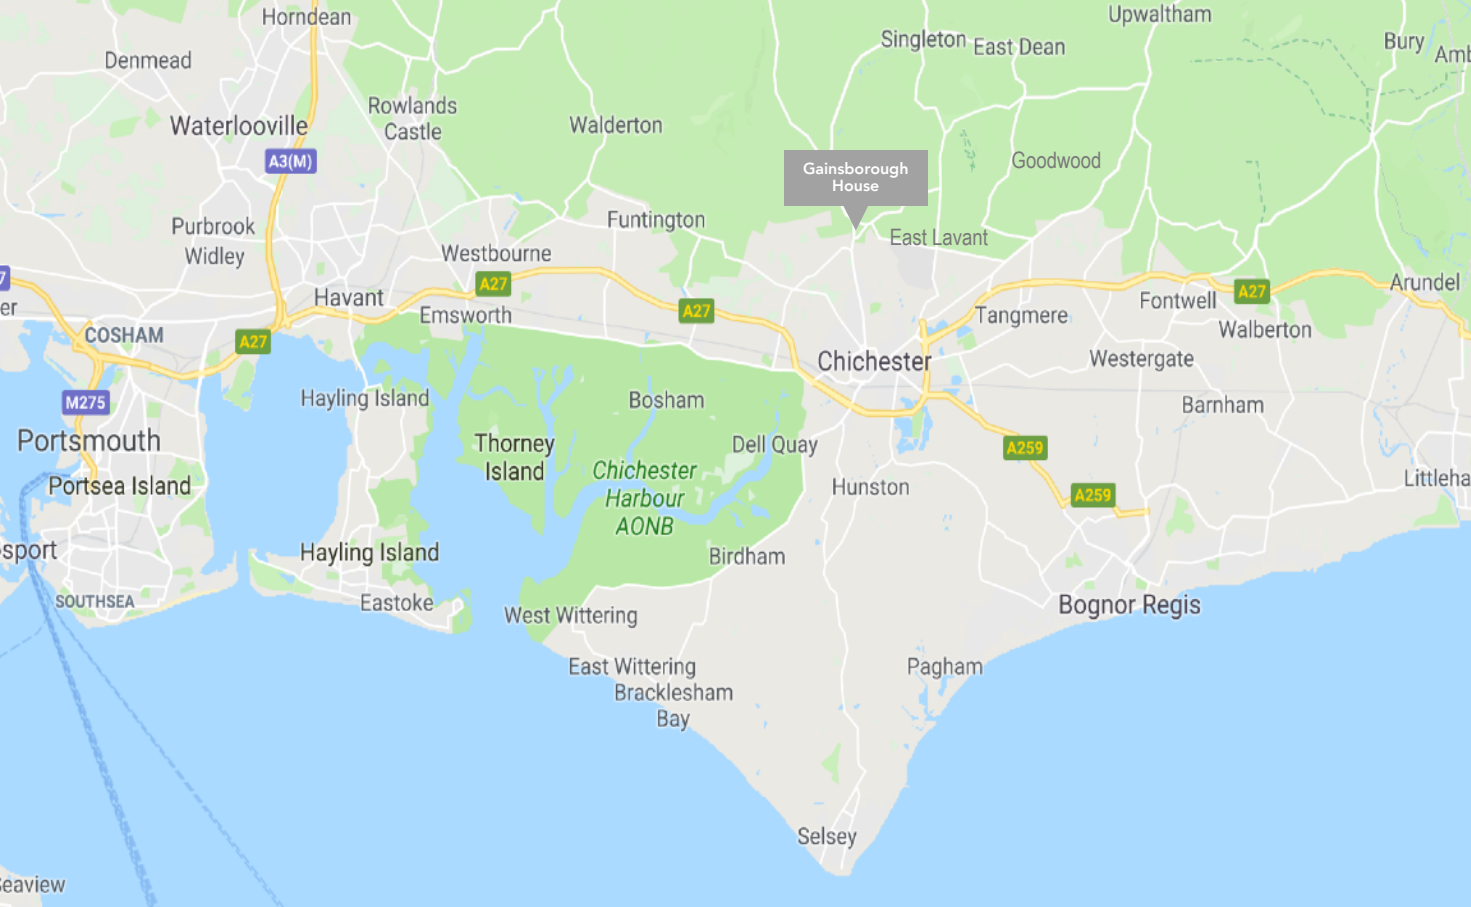 Horndean
Upwaltham
Singleton
East Dean
Bury
Amb
Denmead
Rowlands
Castle
Waterlooville
Walderton
A3(M)
Goodwood
Gainsborough
House
Purbrook
Widley
Funtington
East Lavant
Westbourne
7
A27
Havant
A27
Arundel
A27
Fontwell
er
Emsworth
A27
Tangmere
Walberton
COSHAM
Chichester
Westergate
M275
Hayling Island
Bosham
Barnham
Portsmouth
Thorney
Island
Dell Quay
A259
Chichester
Harbour
AONB
Portsea Island
Hunston
A259
Littleha
sport
Hayling Island
Birdham
SOUTHSEA
Eastoke
West Wittering
Bognor Regis
East Wittering
Pagham
Bracklesham
Bay
Selsey
Seaview